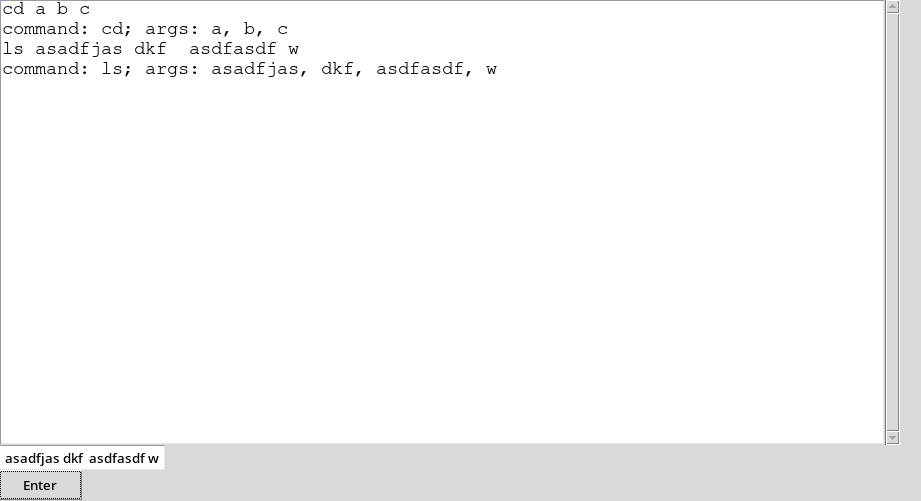 cd a b c
command: cd; args: a, b, c
ls asadfjas dkf  asdfasdf w
command: ls; args: asadfjas, dkf, asdfasdf, w
asadfjas dkf  asdfasdf w
Enter